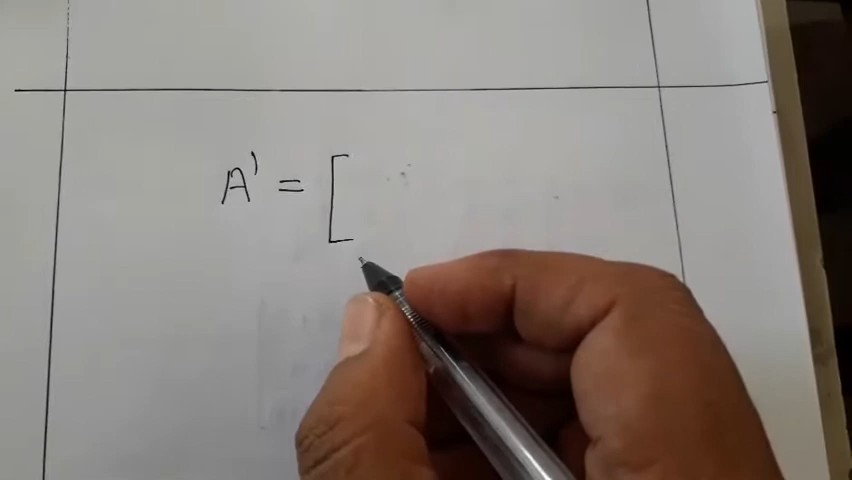 A' = [